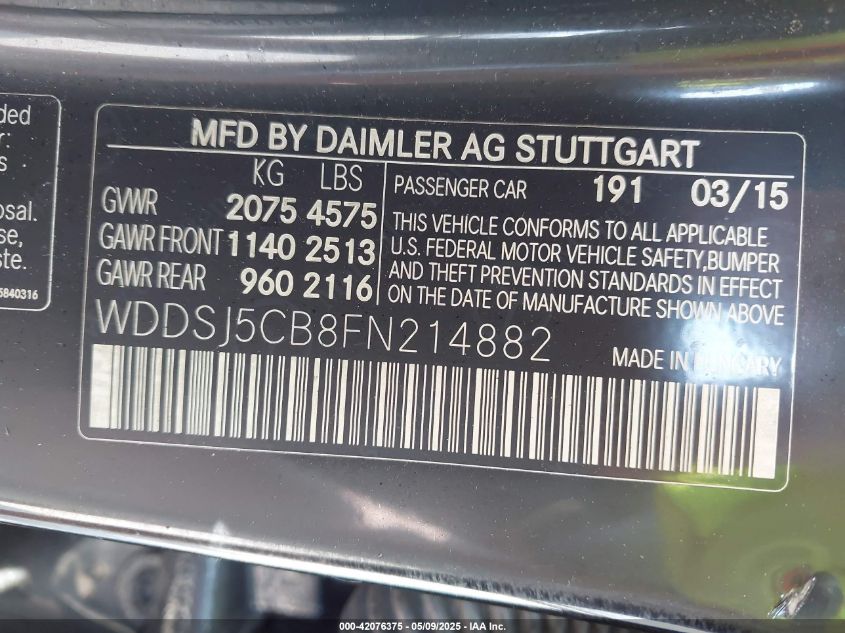 ded
r
s
osal.
se,
ste.
5840316
MFD BY DAIMLER AG STUTTGART
KG LBS
GVWR 2075 4575
GAWR FRONT 1140 2513
GAWR REAR 960 2116
PASSENGER CAR 191 03/15
THIS VEHICLE CONFORMS TO ALL APPLICABLE
U.S. FEDERAL MOTOR VEHICLE SAFETY,BUMPER
AND THEFT PREVENTION STANDARDS IN EFFECT
ON THE DATE OF MANUFACTURE SHOWN ABOVE
WDDSJ5CB8FN214882
MADE IN HUNGARY
000-42076375 - 05/09/2025 - IAA Inc.